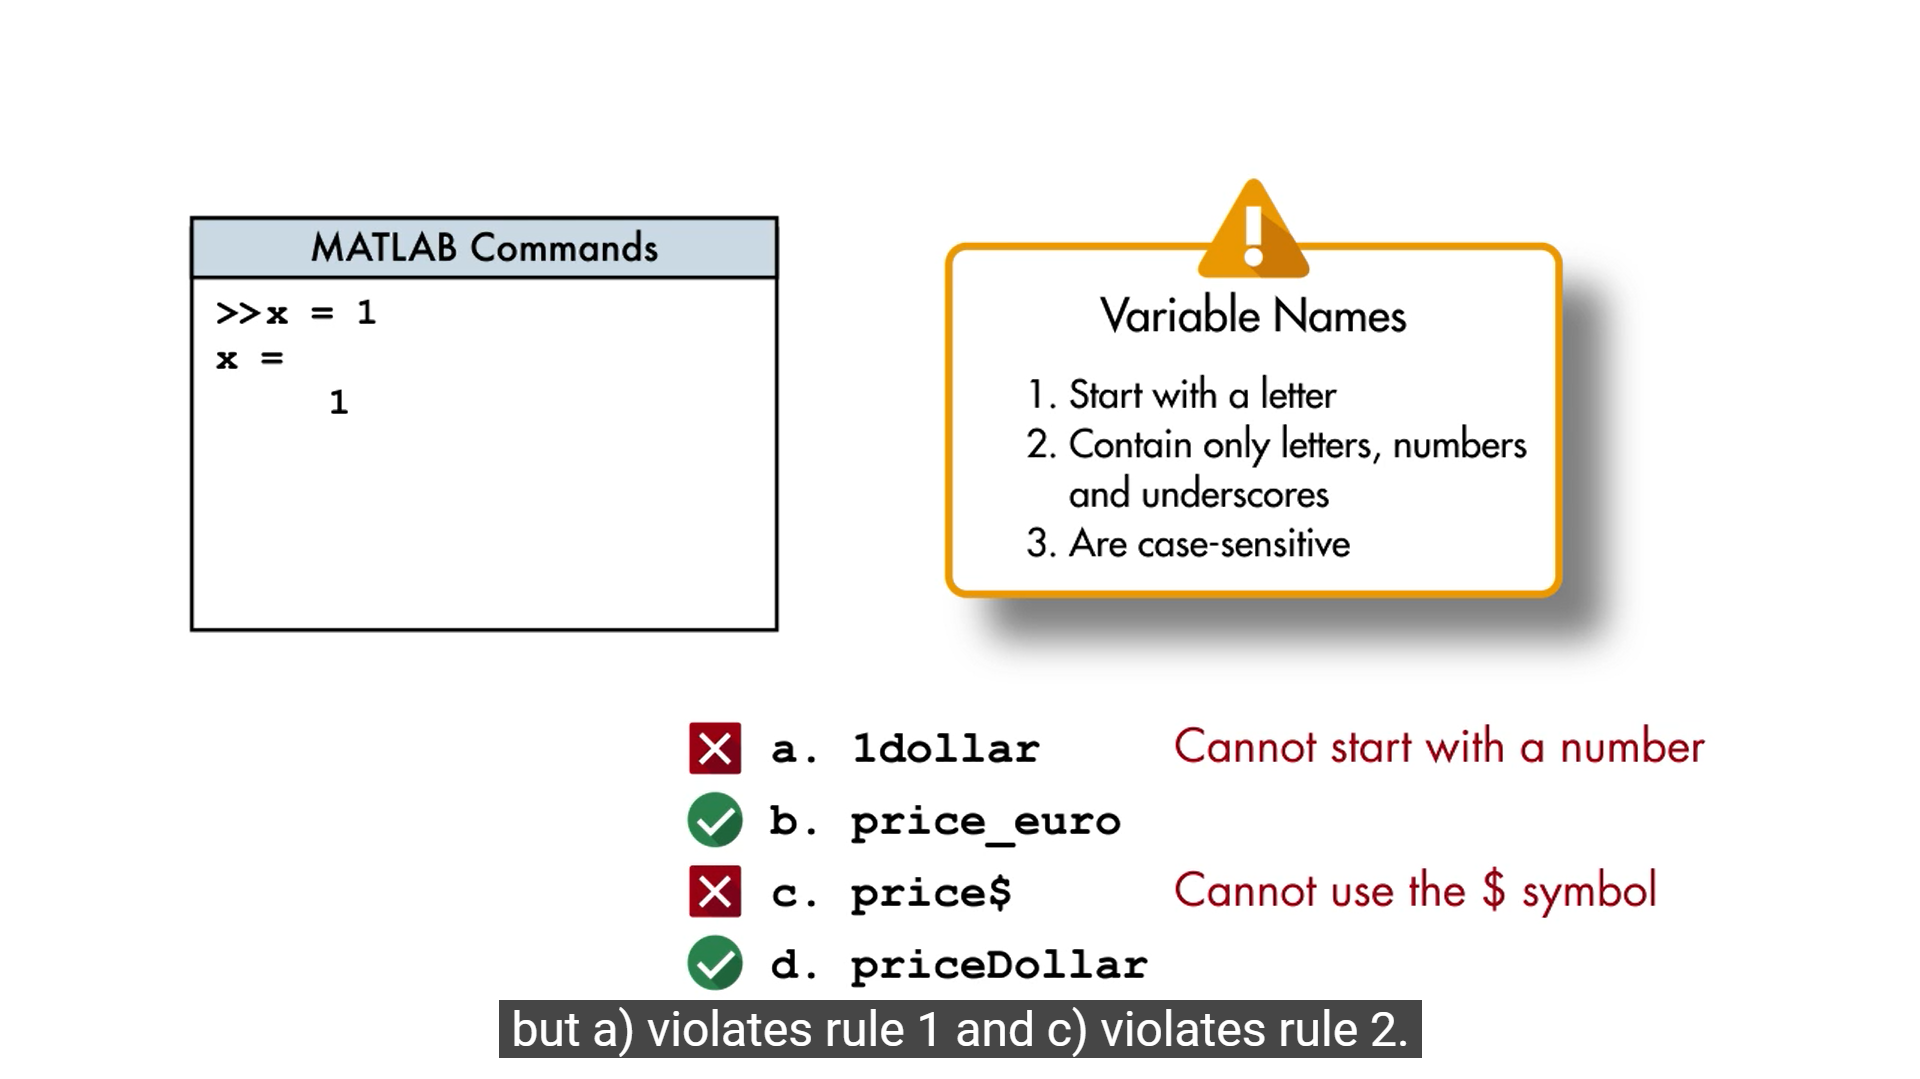 MATLAB Commands
>>x = 1
x =
1
Variable Names
1. Start with a letter
2. Contain only letters, numbers
and underscores
3. Are case-sensitive
a. 1dollar Cannot start with a number
b. price_euro
c. price$ Cannot use the $ symbol
d. priceDollar
but a) violates rule 1 and c) violates rule 2.